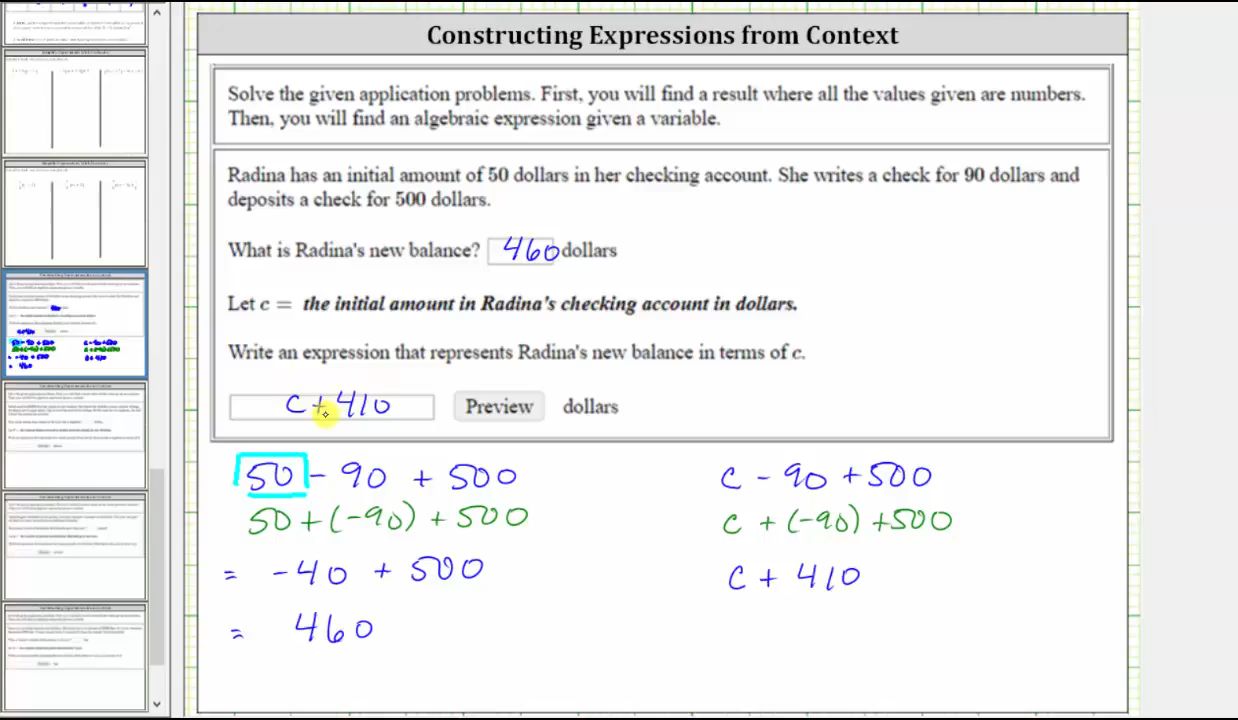 Constructing Expressions from Context
Solve the given application problems. First, you will find a result where all the values given are numbers.
Then, you will find an algebraic expression given a variable.
Radina has an initial amount of 50 dollars in her checking account. She writes a check for 90 dollars and
deposits a check for 500 dollars.
What is Radina's new balance? 460 dollars
Let c = the initial amount in Radina's checking account in dollars.
Write an expression that represents Radina's new balance in terms of c.
c + 410 Preview dollars
50 - 90 + 500
50 + (-90) + 500
= -40 + 500
= 460
c - 90 + 500
c + (-90) + 500
c + 410